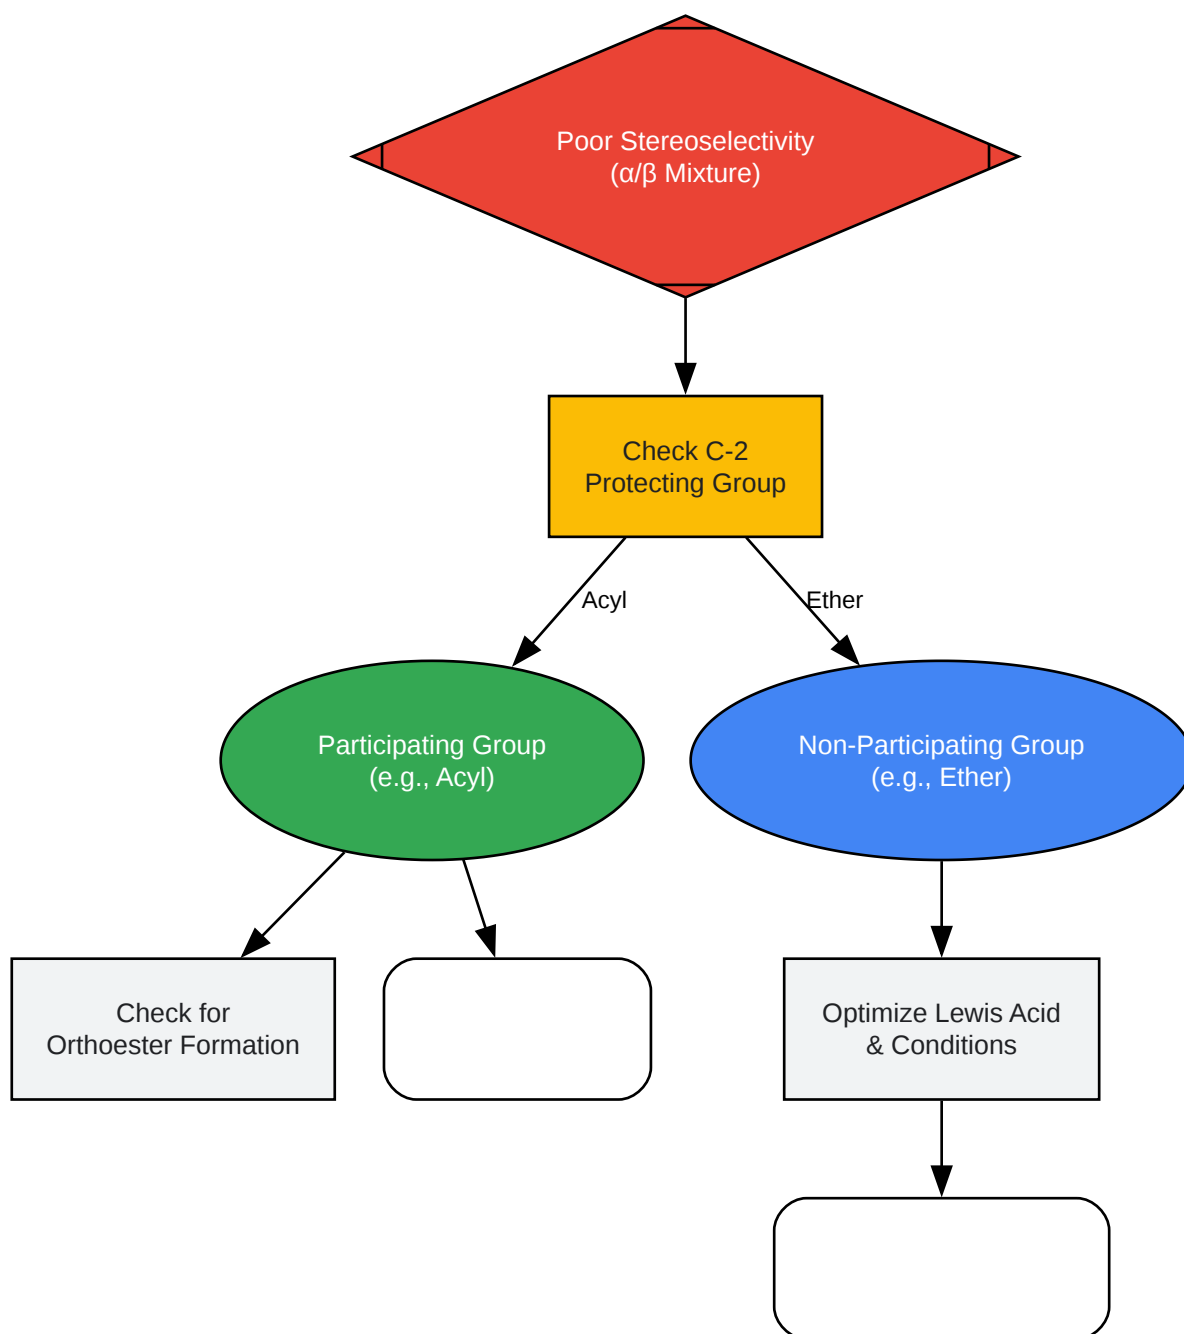 Poor Stereoselectivity
(α/β Mixture)
Check C-2
Protecting Group
Acyl
Ether
Participating Group
(e.g., Acyl)
Non-Participating Group
(e.g., Ether)
Check for
Orthoester Formation
Optimize Lewis Acid
& Conditions